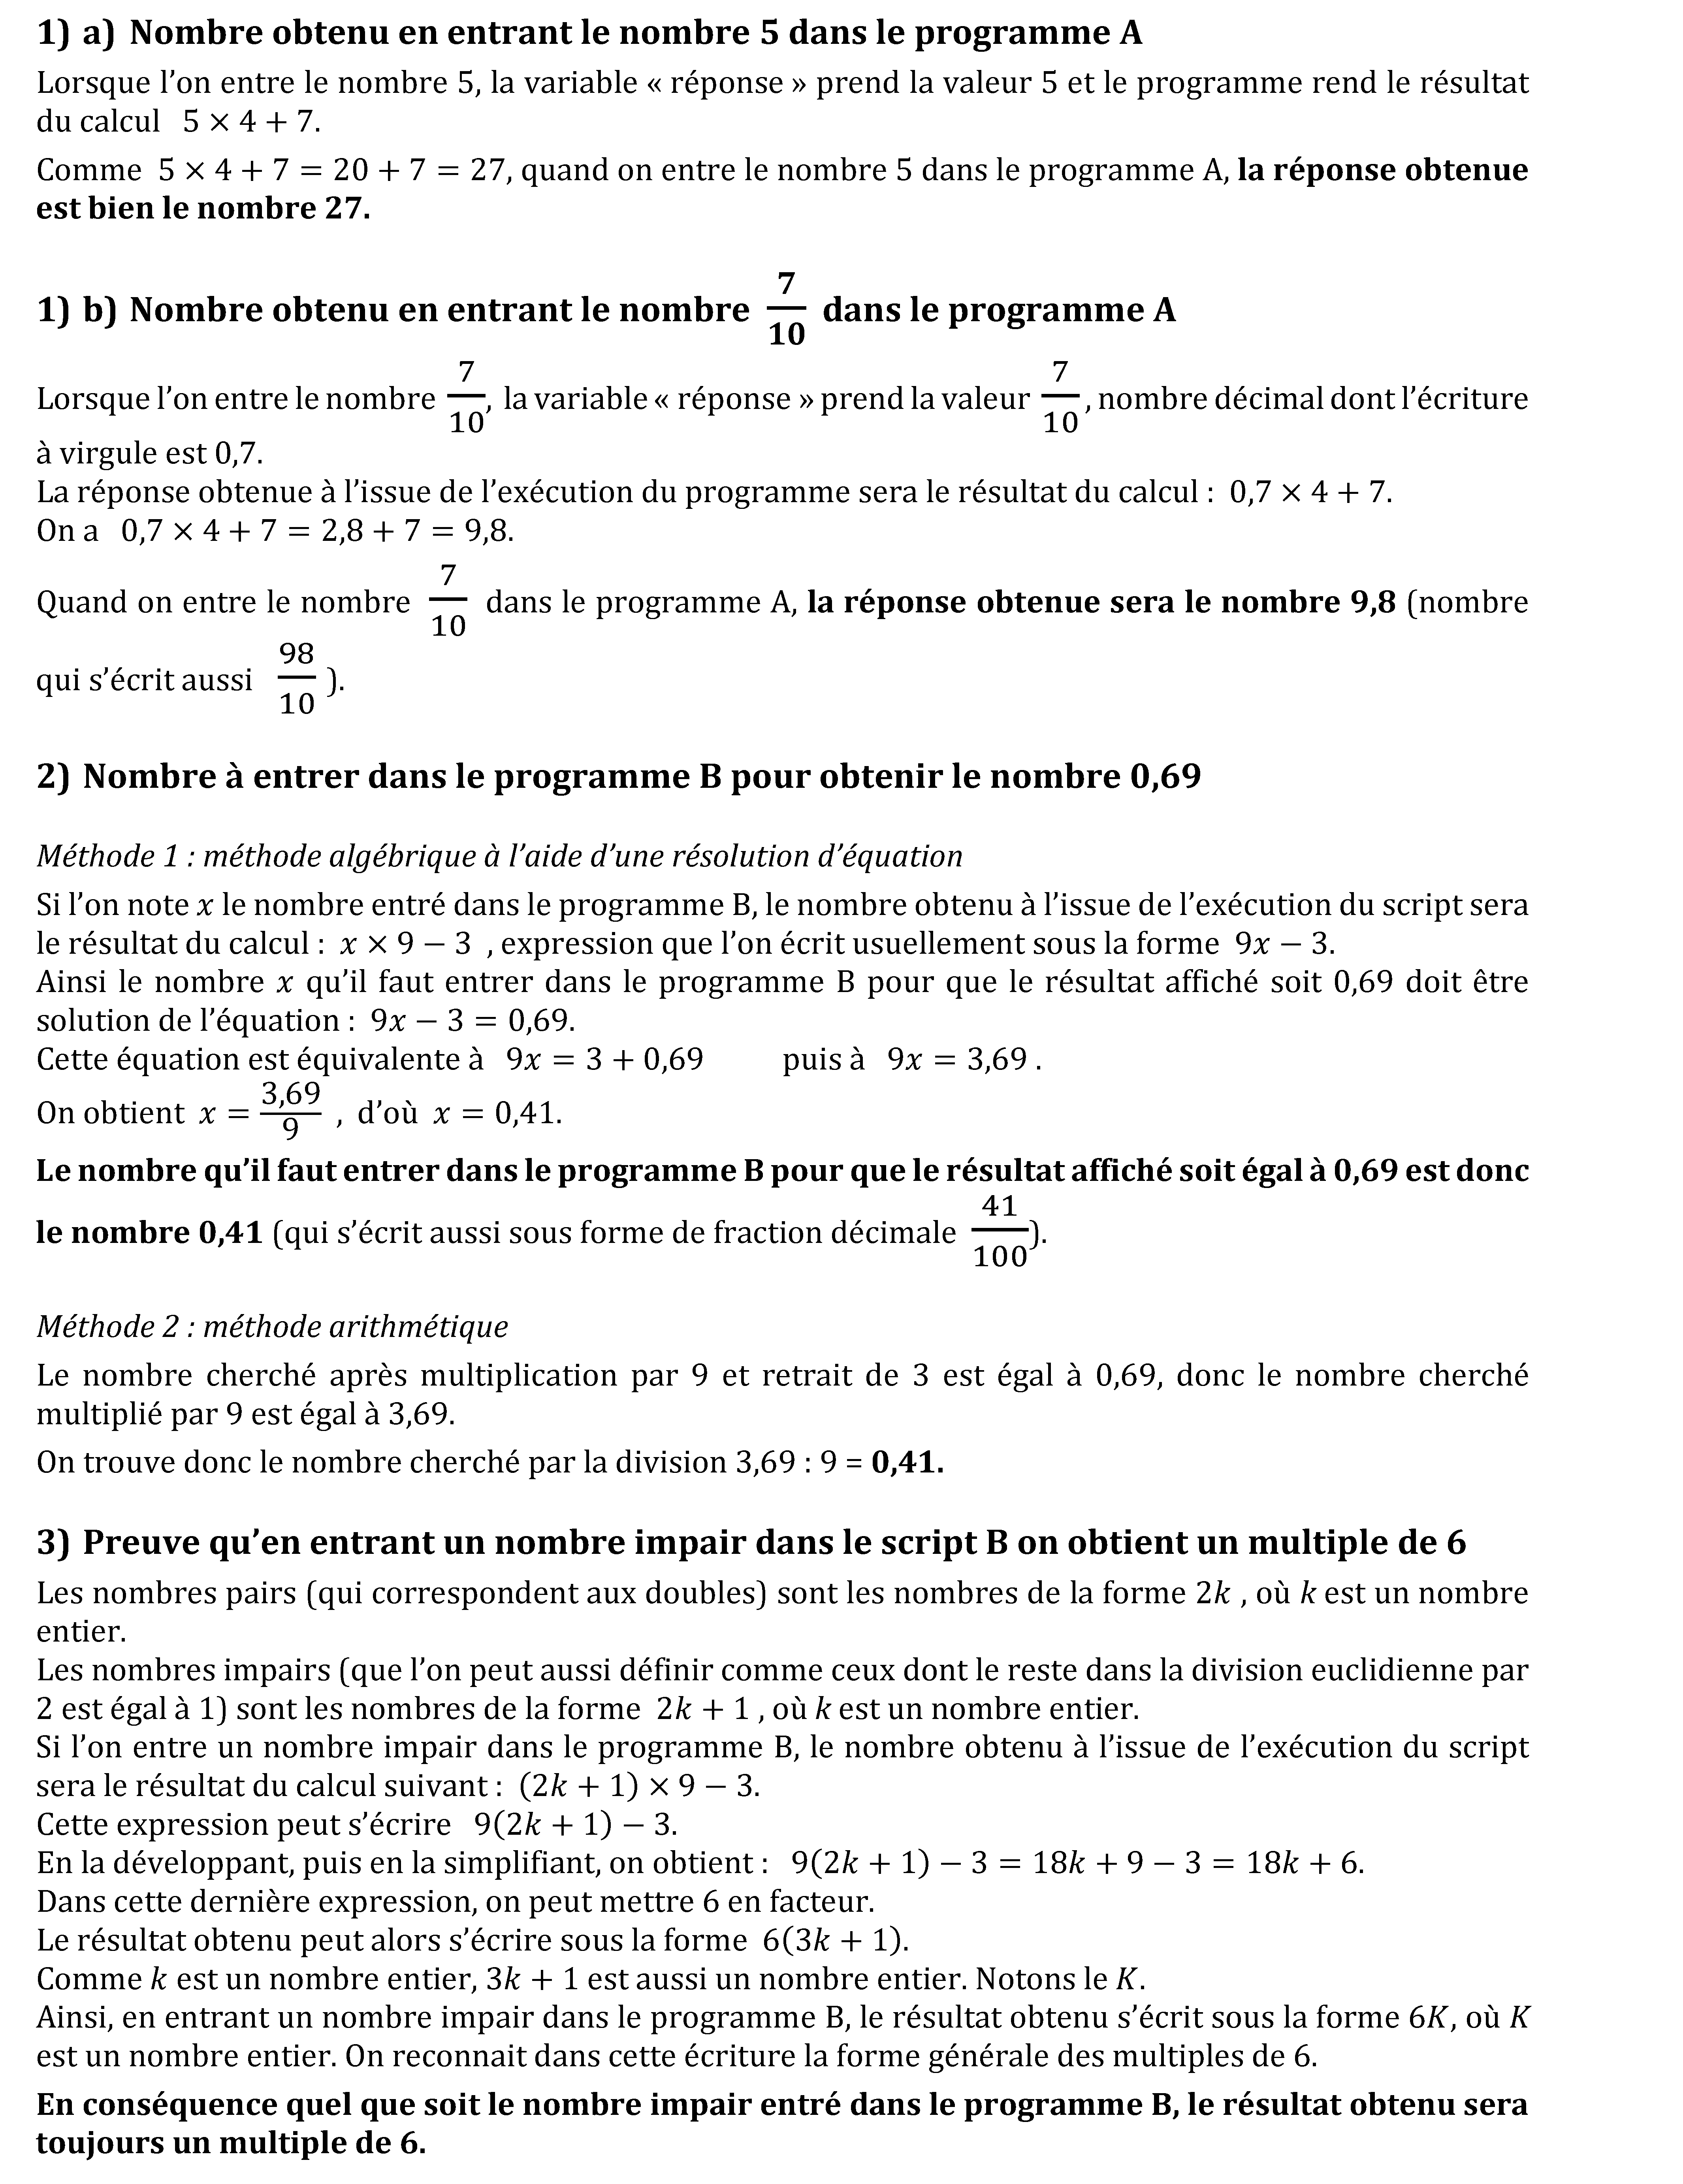 1) a) Nombre obtenu en entrant le nombre 5 dans le programme A
Lorsque l’on entre le nombre 5, la variable « réponse » prend la valeur 5 et le programme rend le résultat
du calcul 5 × 4 + 7.
Comme 5 × 4 + 7 = 20 + 7 = 27, quand on entre le nombre 5 dans le programme A, la réponse obtenue
est bien le nombre 27.
1) b) Nombre obtenu en entrant le nombre 7/10 dans le programme A
Lorsque l’on entre le nombre 7/10, la variable « réponse » prend la valeur 7/10 , nombre décimal dont l’écriture
à virgule est 0,7.
La réponse obtenue à l’issue de l’exécution du programme sera le résultat du calcul : 0,7 × 4 + 7.
On a 0,7 × 4 + 7 = 2,8 + 7 = 9,8.
Quand on entre le nombre 7/10 dans le programme A, la réponse obtenue sera le nombre 9,8 (nombre
qui s’écrit aussi 98/10 ).
2) Nombre à entrer dans le programme B pour obtenir le nombre 0,69
Méthode 1 : méthode algébrique à l’aide d’une résolution d’équation
Si l’on note x le nombre entré dans le programme B, le nombre obtenu à l’issue de l’exécution du script sera
le résultat du calcul : x × 9 − 3 , expression que l’on écrit usuellement sous la forme 9x − 3.
Ainsi le nombre x qu’il faut entrer dans le programme B pour que le résultat affiché soit 0,69 doit être
solution de l’équation : 9x − 3 = 0,69.
Cette équation est équivalente à 9x = 3 + 0,69 puis à 9x = 3,69 .
On obtient x = 3,69/9 , d’où x = 0,41.
Le nombre qu’il faut entrer dans le programme B pour que le résultat affiché soit égal à 0,69 est donc
le nombre 0,41 (qui s’écrit aussi sous forme de fraction décimale 41/100).
Méthode 2 : méthode arithmétique
Le nombre cherché après multiplication par 9 et retrait de 3 est égal à 0,69, donc le nombre cherché
multiplié par 9 est égal à 3,69.
On trouve donc le nombre cherché par la division 3,69 : 9 = 0,41.
3) Preuve qu’en entrant un nombre impair dans le script B on obtient un multiple de 6
Les nombres pairs (qui correspondent aux doubles) sont les nombres de la forme 2k , où k est un nombre
entier.
Les nombres impairs (que l’on peut aussi définir comme ceux dont le reste dans la division euclidienne par
2 est égal à 1) sont les nombres de la forme 2k + 1 , où k est un nombre entier.
Si l’on entre un nombre impair dans le programme B, le nombre obtenu à l’issue de l’exécution du script
sera le résultat du calcul suivant : (2k + 1) × 9 − 3.
Cette expression peut s’écrire 9(2k + 1) − 3.
En la développant, puis en la simplifiant, on obtient : 9(2k + 1) − 3 = 18k + 9 − 3 = 18k + 6.
Dans cette dernière expression, on peut mettre 6 en facteur.
Le résultat obtenu peut alors s’écrire sous la forme 6(3k + 1).
Comme k est un nombre entier, 3k + 1 est aussi un nombre entier. Notons le K.
Ainsi, en entrant un nombre impair dans le programme B, le résultat obtenu s’écrit sous la forme 6K, où K
est un nombre entier. On reconnait dans cette écriture la forme générale des multiples de 6.
En conséquence quel que soit le nombre impair entré dans le programme B, le résultat obtenu sera
toujours un multiple de 6.